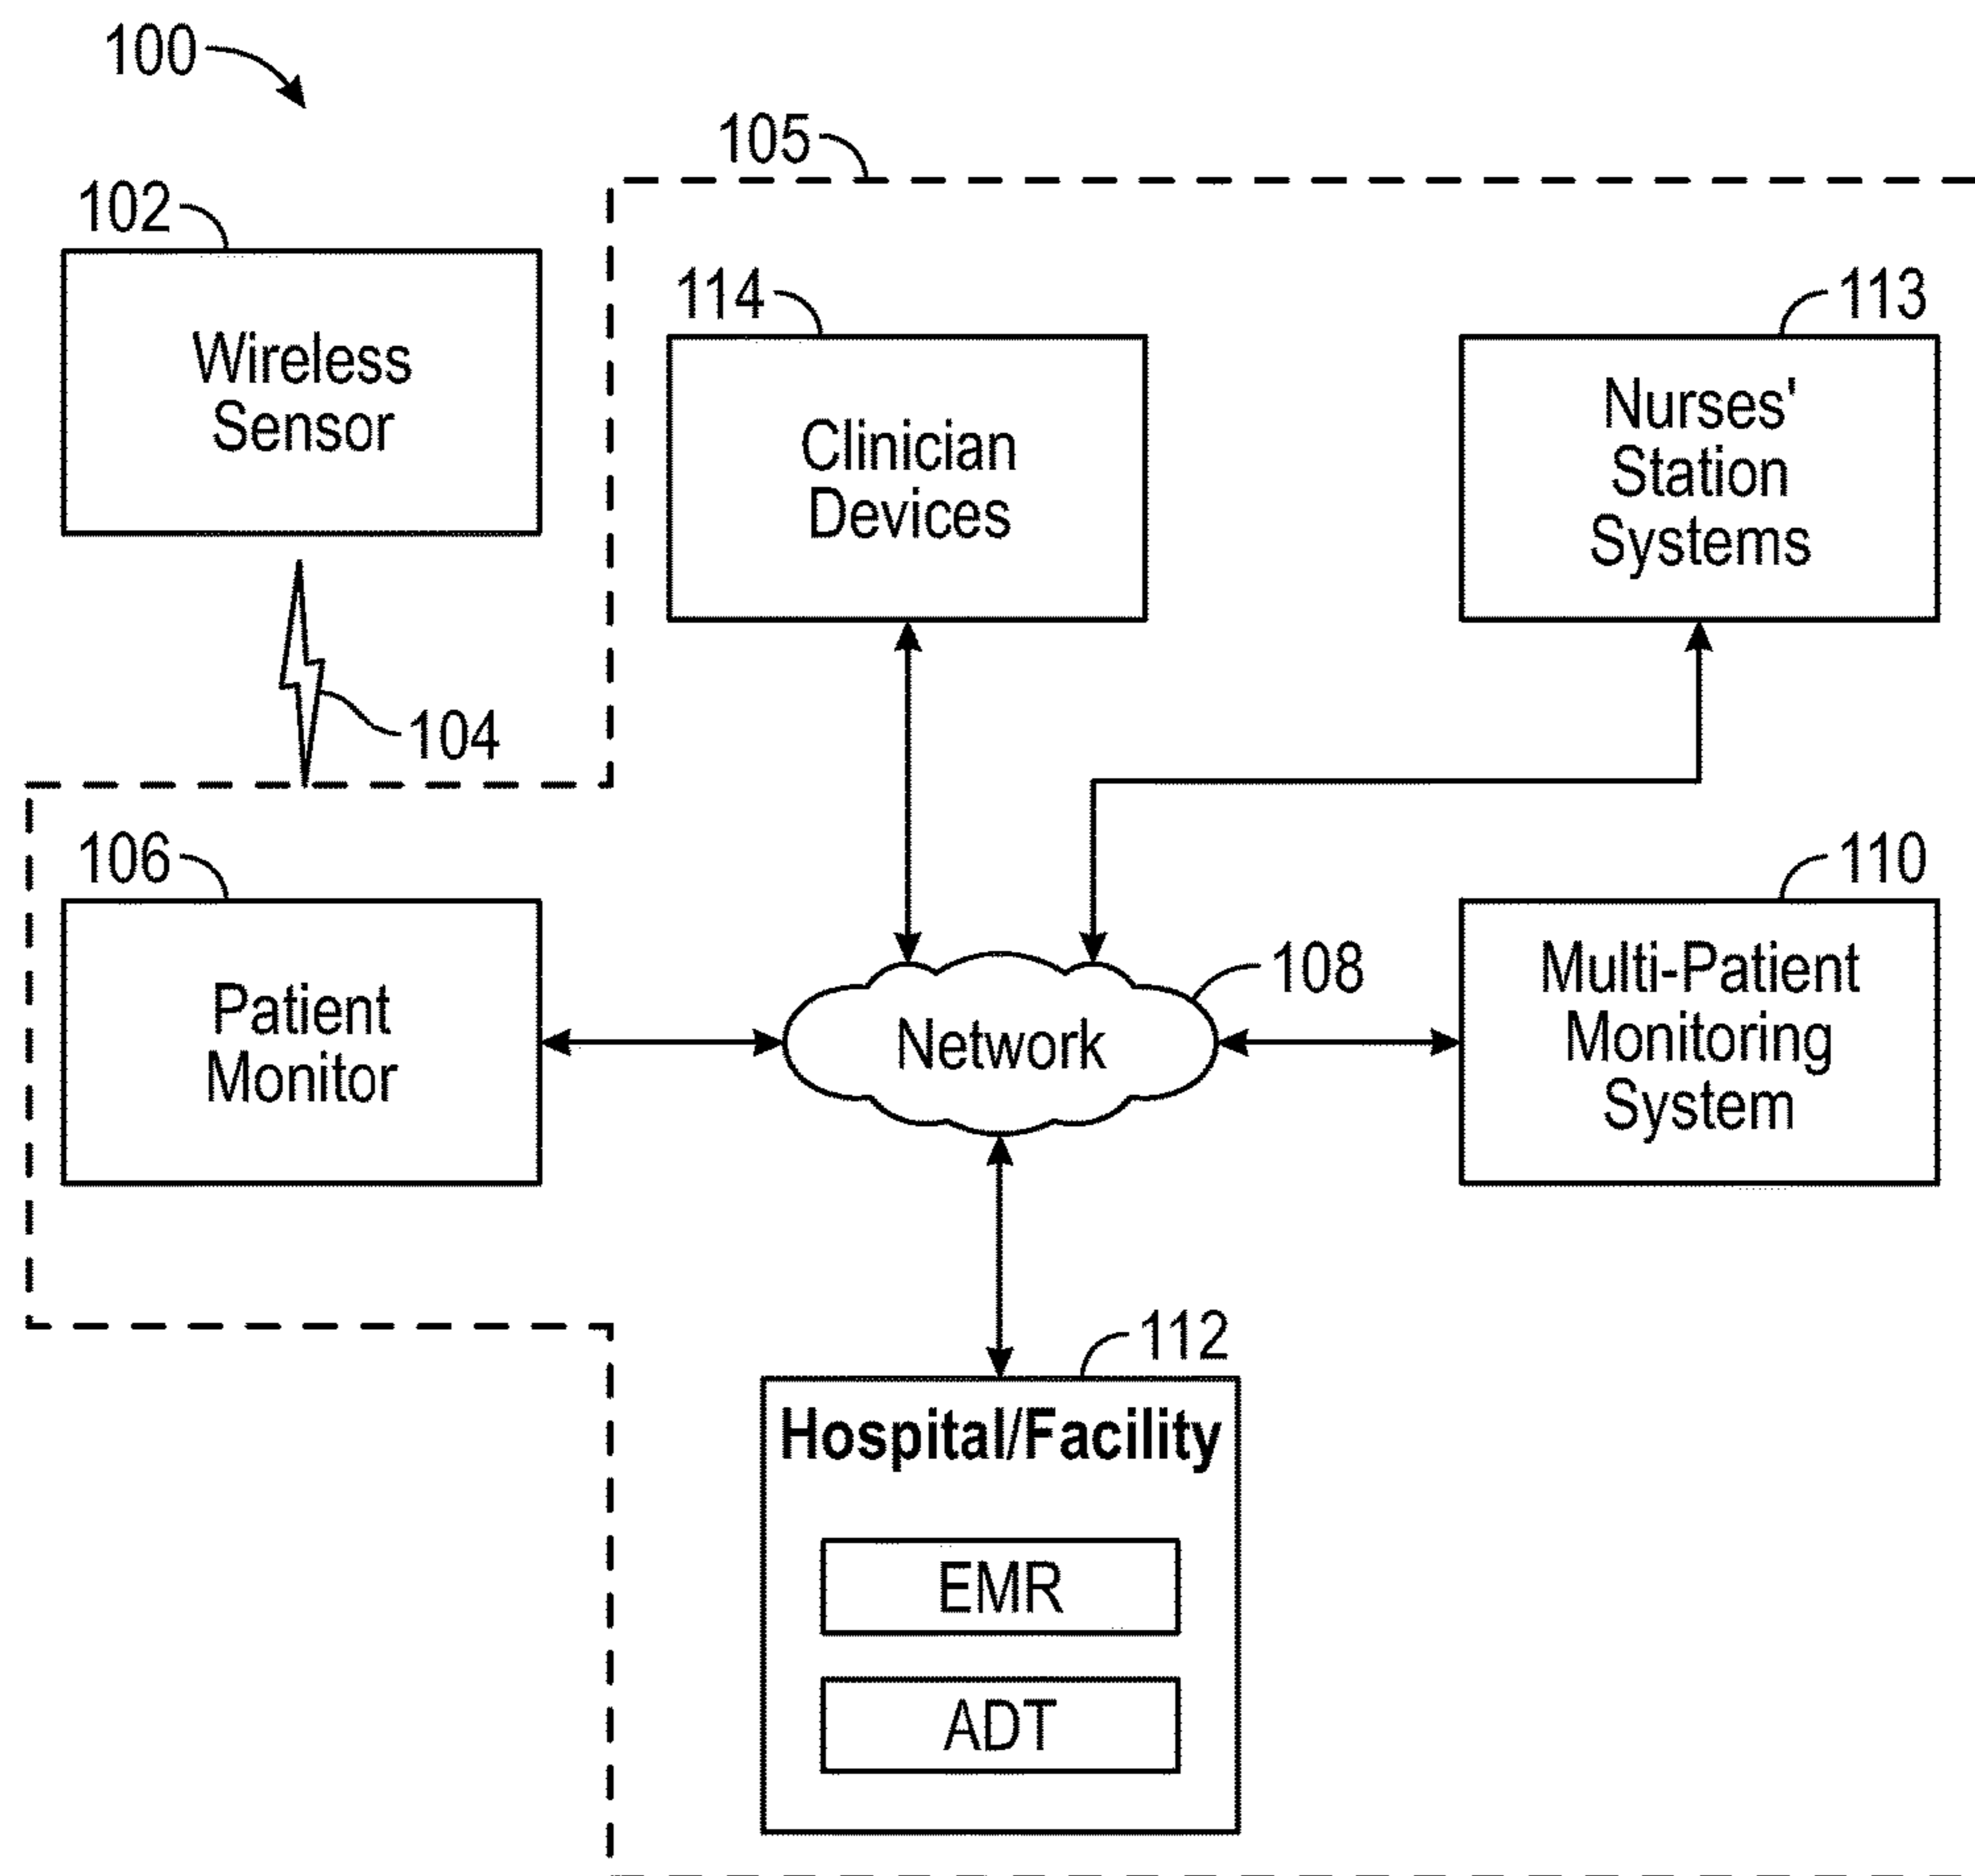 100
105
102
Wireless
Sensor
114
Clinician
Devices
113
Nurses'
Station
Systems
104
106
Patient
Monitor
108
Network
110
Multi-Patient
Monitoring
System
112
Hospital/Facility
EMR
ADT